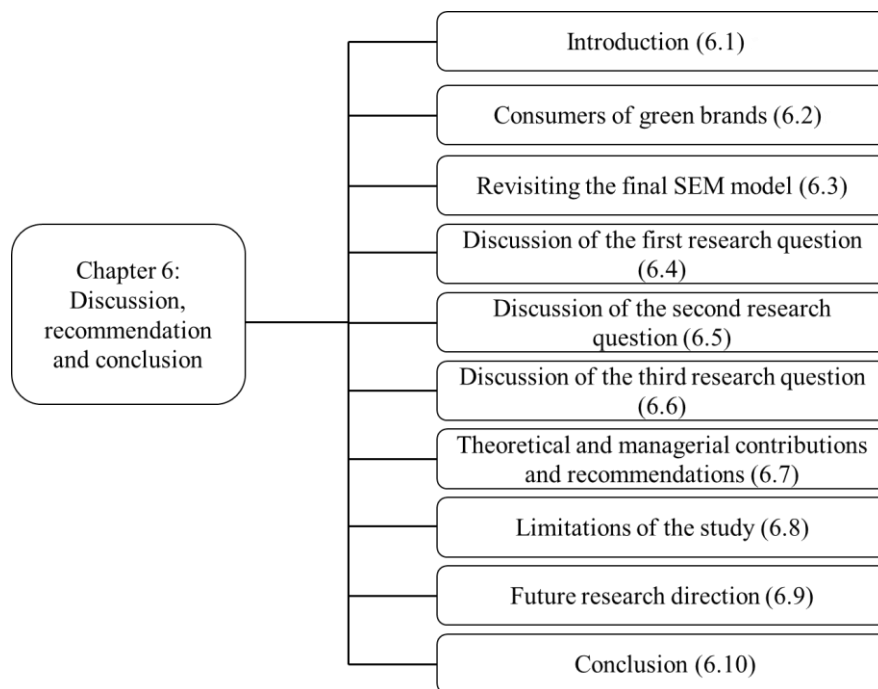 Chapter 6:
Discussion,
recommendation
and conclusion
Introduction (6.1)
Consumers of green brands (6.2)
Revisiting the final SEM model (6.3)
Discussion of the first research question
(6.4)
Discussion of the second research
question (6.5)
Discussion of the third research question
(6.6)
Theoretical and managerial contributions
and recommendations (6.7)
Limitations of the study (6.8)
Future research direction (6.9)
Conclusion (6.10)